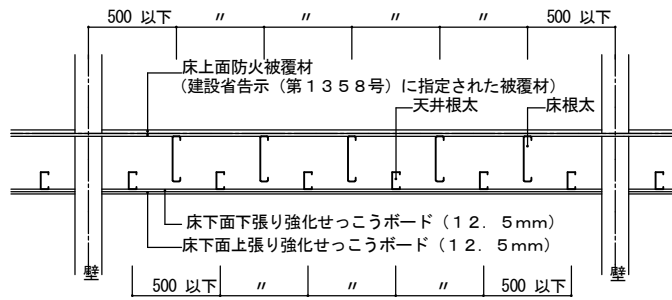 500 以下 〃 〃 〃 〃 500 以下
床上面防火被覆材
(建設省告示（第１３５８号）に指定された被覆材)
天井根太 床根太
床下面下張り強化せっこうボード（１２．５mm）
床下面上張り強化せっこうボード（１２．５mm）
壁 壁
500 以下 〃 〃 〃 500 以下